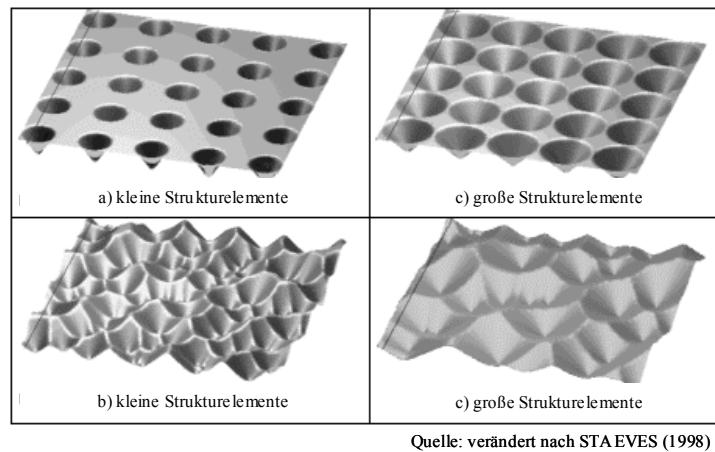 a) kleine Strukturelemente
c) große Strukturelemente
b) kleine Strukturelemente
c) große Strukturelemente
Quelle: verändert nach STAEVES (1998)